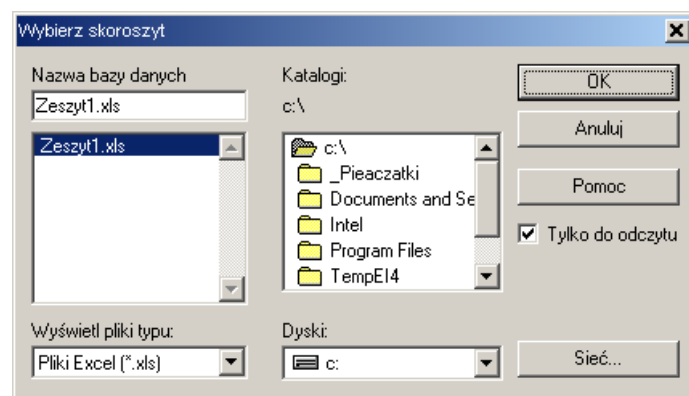 Wybierz skoroszyt
Nazwa bazy danych
Zeszyt1.xls
Zeszyt1.xls
Wyświetl pliki typu:
Pliki Excel (*.xls)
Katalogi:
c:\
c:\
_Pieaczatki
Documents and Se
Intel
Program Files
TempEI4
Dyski:
c:
OK
Anuluj
Pomoc
Tylko do odczytu
Sieć...